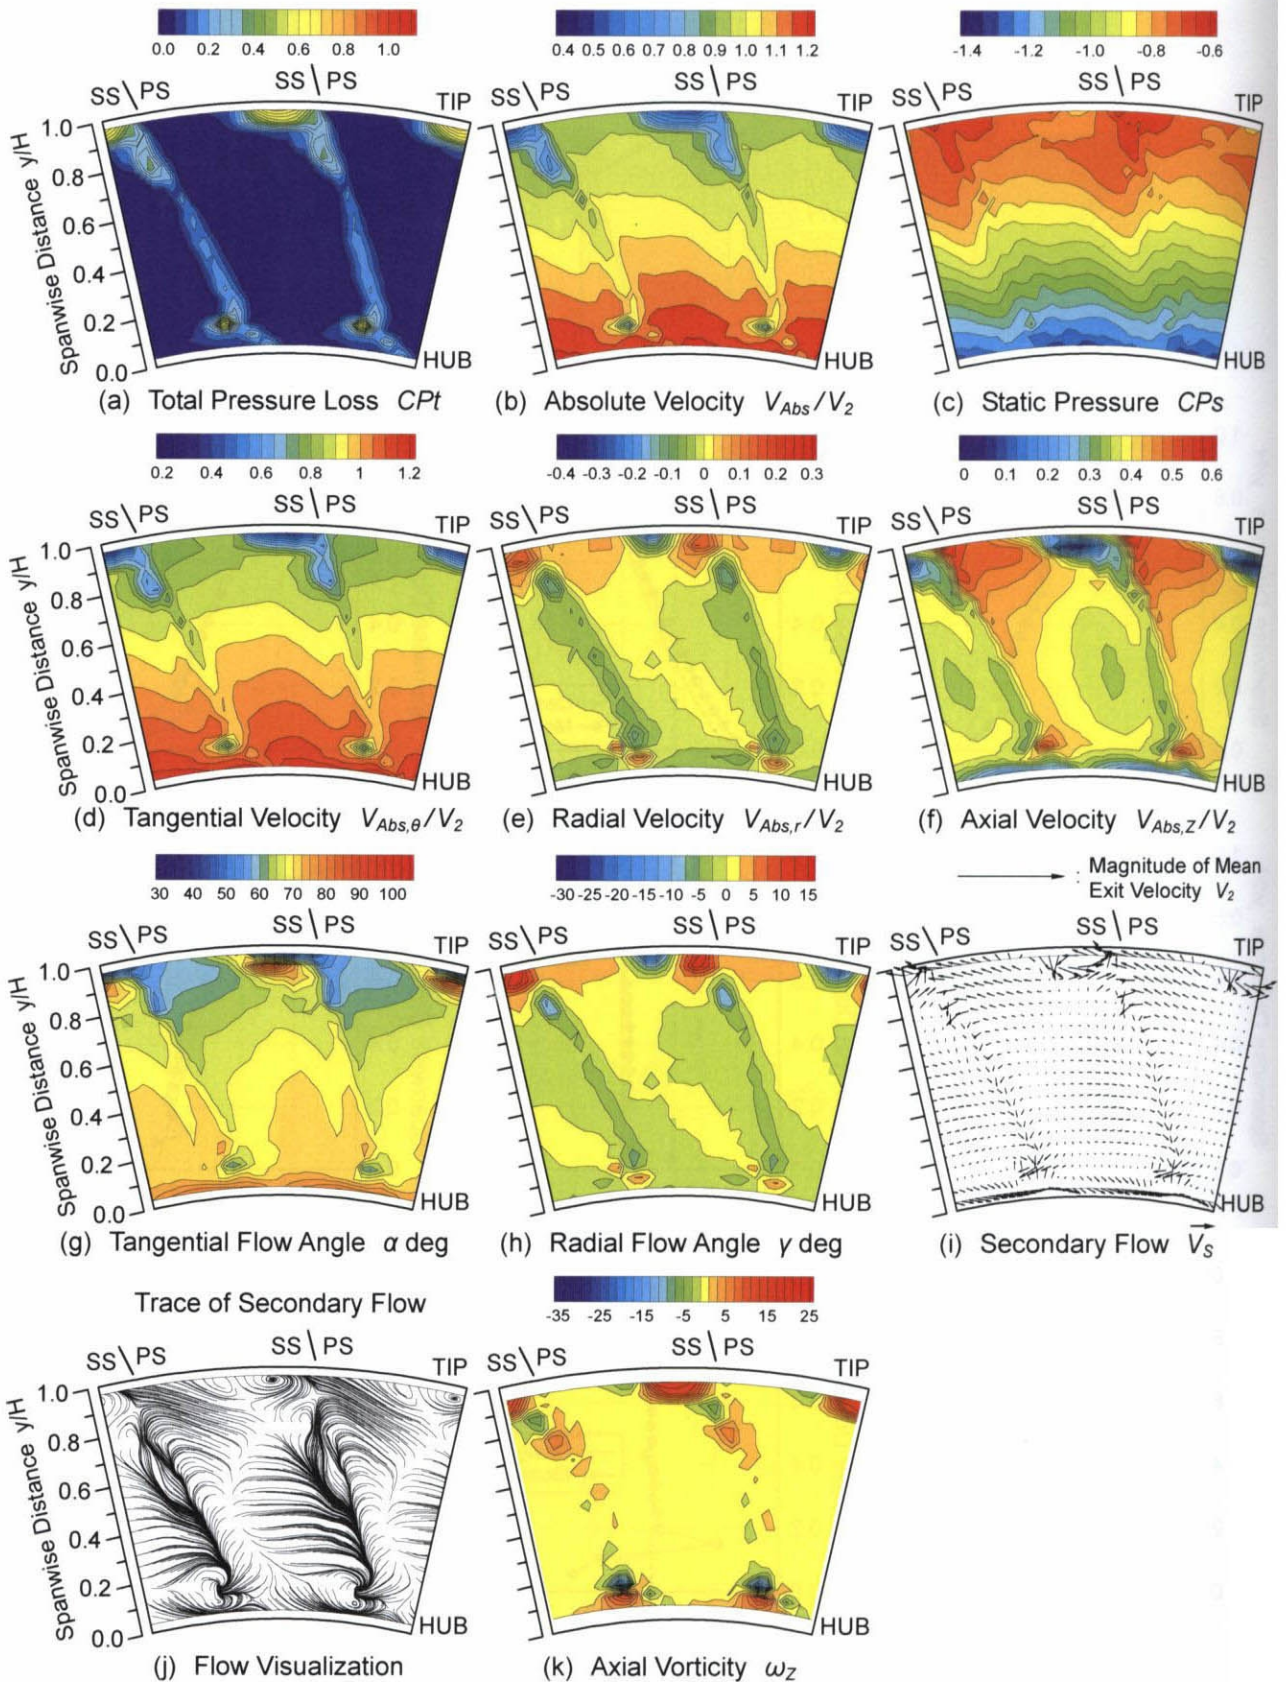 0.0 0.2 0.4 0.6 0.8 1.0
0.4 0.5 0.6 0.7 0.8 0.9 1.0 1.1 1.2
-1.4 -1.2 -1.0 -0.8 -0.6
SS \ PS SS \ PS TIP
SS \ PS SS \ PS TIP
SS \ PS SS \ PS TIP
Spanwise Distance y/H
1.0
0.8
0.6
0.4
0.2
0.0
HUB
HUB
HUB
(a) Total Pressure Loss CPt
(b) Absolute Velocity V_Abs/V_2
(c) Static Pressure CPs
0.2 0.4 0.6 0.8 1 1.2
-0.4 -0.3 -0.2 -0.1 0 0.1 0.2 0.3
0 0.1 0.2 0.3 0.4 0.5 0.6
SS \ PS SS \ PS TIP
SS \ PS SS \ PS TIP
SS \ PS SS \ PS TIP
Spanwise Distance y/H
1.0
0.8
0.6
0.4
0.2
0.0
HUB
HUB
HUB
(d) Tangential Velocity V_Abs,θ/V_2
(e) Radial Velocity V_Abs,r/V_2
(f) Axial Velocity V_Abs,Z/V_2
30 40 50 60 70 80 90 100
-30 -25 -20 -15 -10 -5 0 5 10 15
: Magnitude of Mean
Exit Velocity V_2
SS \ PS SS \ PS TIP
SS \ PS SS \ PS TIP
SS \ PS SS \ PS TIP
Spanwise Distance y/H
1.0
0.8
0.6
0.4
0.2
0.0
HUB
HUB
HUB
(g) Tangential Flow Angle α deg
(h) Radial Flow Angle γ deg
(i) Secondary Flow V_S
Trace of Secondary Flow
-35 -25 -15 -5 5 15 25
SS \ PS SS \ PS TIP
SS \ PS SS \ PS TIP
Spanwise Distance y/H
1.0
0.8
0.6
0.4
0.2
0.0
HUB
HUB
(j) Flow Visualization
(k) Axial Vorticity ω_Z